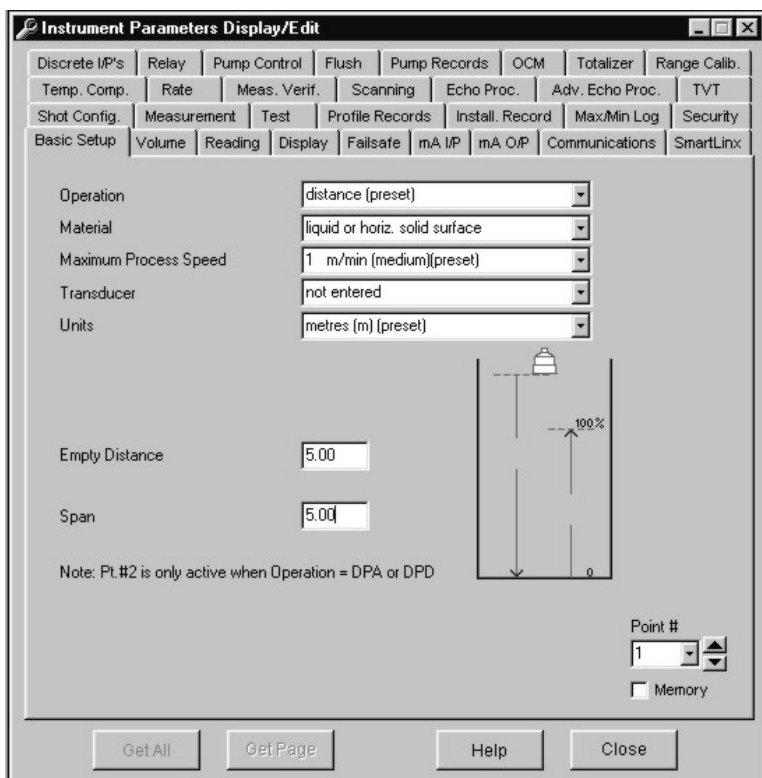 Instrument Parameters Display/Edit
Discrete I/P's Relay Pump Control Flush Pump Records OCM Totalizer Range Calib.
Temp. Comp. Rate Meas. Verif. Scanning Echo Proc. Adv. Echo Proc. TVT
Shot Config. Measurement Test Profile Records Install. Record Max/Min Log Security
Basic Setup Volume Reading Display Failsafe mA I/P mA O/P Communications SmartLinx
Operation distance (preset)
Material liquid or horiz. solid surface
Maximum Process Speed 1 m/min (medium)(preset)
Transducer not entered
Units metres (m) (preset)
100%
Empty Distance 5.00
Span 5.00
Note: Pt.#2 is only active when Operation = DPA or DPD
0
Point #
1
Memory
Get All Get Page Help Close